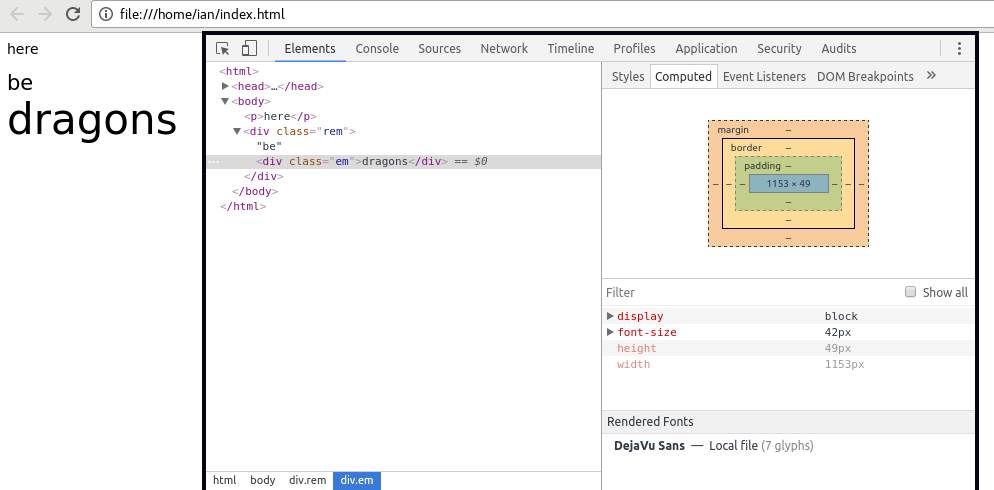 file:///home/ian/index.html
here
be
dragons
Elements Console Sources Network Timeline Profiles Application Security Audits
<html>
<head>…</head>
<body>
<p>here</p>
<div class="rem">
"be"
… <div class="em">dragons</div> == $0
</div>
</body>
</html>
html body div.rem div.em
Styles Computed Event Listeners DOM Breakpoints »
margin –
border –
padding –
– – – 1153 × 49 – – –
–
–
–
Filter Show all
display block
font-size 42px
height 49px
width 1153px
Rendered Fonts
DejaVu Sans — Local file (7 glyphs)